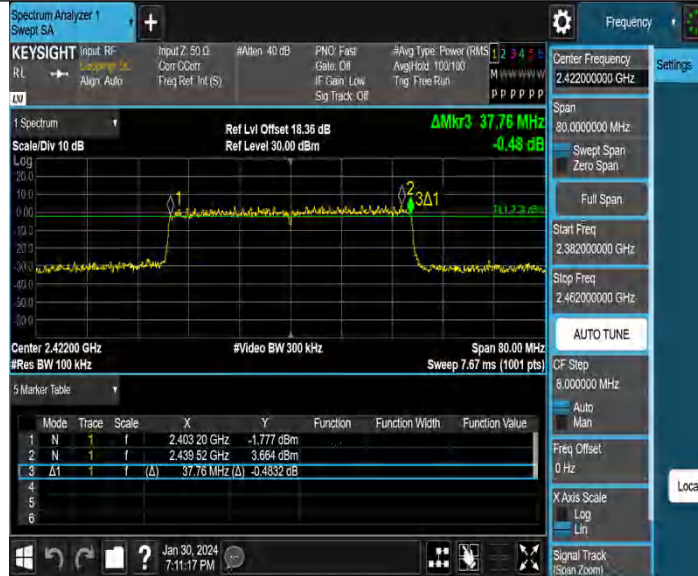 Spectrum Analyzer 1
Swept SA
+
Frequency
KEYSIGHT
RL
Input: RF
Align: Auto
Input Z: 50 Ω
Corr CCorr
Freq Ref: Int (S)
#Atten: 40 dB
PNO: Fast
Gate: Off
IF Gain: Low
Sig Track: Off
#Avg Type: Power (RMS
Avg|Hold: 100/100
Trig: Free Run
1 2 3 4 5 6
M W W W W W
P P P P P P
1 Spectrum
Scale/Div 10 dB
Ref Lvl Offset 18.36 dB
Ref Level 30.00 dBm
ΔMkr3 37.76 MHz
-0.48 dB
Log
20.0
10.0
0.00
-10.0
-20.0
-30.0
-40.0
-50.0
-60.0
1
2
3Δ1
Center 2.42200 GHz
#Res BW 100 kHz
#Video BW 300 kHz
Span 80.00 MHz
Sweep 7.67 ms (1001 pts)
5 Marker Table
Mode Trace Scale X Y Function Function Width Function Value
1 N 1 f 2.403 20 GHz -1.777 dBm
2 N 1 f 2.439 52 GHz 3.664 dBm
3 Δ1 1 f (Δ) 37.76 MHz (Δ) -0.4832 dB
4
5
6
Jan 30, 2024
7:11:17 PM
?
Center Frequency
2.422000000 GHz
Settings
Span
80.0000000 MHz
Swept Span
Zero Span
Full Span
Start Freq
2.382000000 GHz
Stop Freq
2.462000000 GHz
AUTO TUNE
CF Step
8.000000 MHz
Auto
Man
Freq Offset
0 Hz
Loca
X Axis Scale
Log
Lin
Signal Track
(Span Zoom)